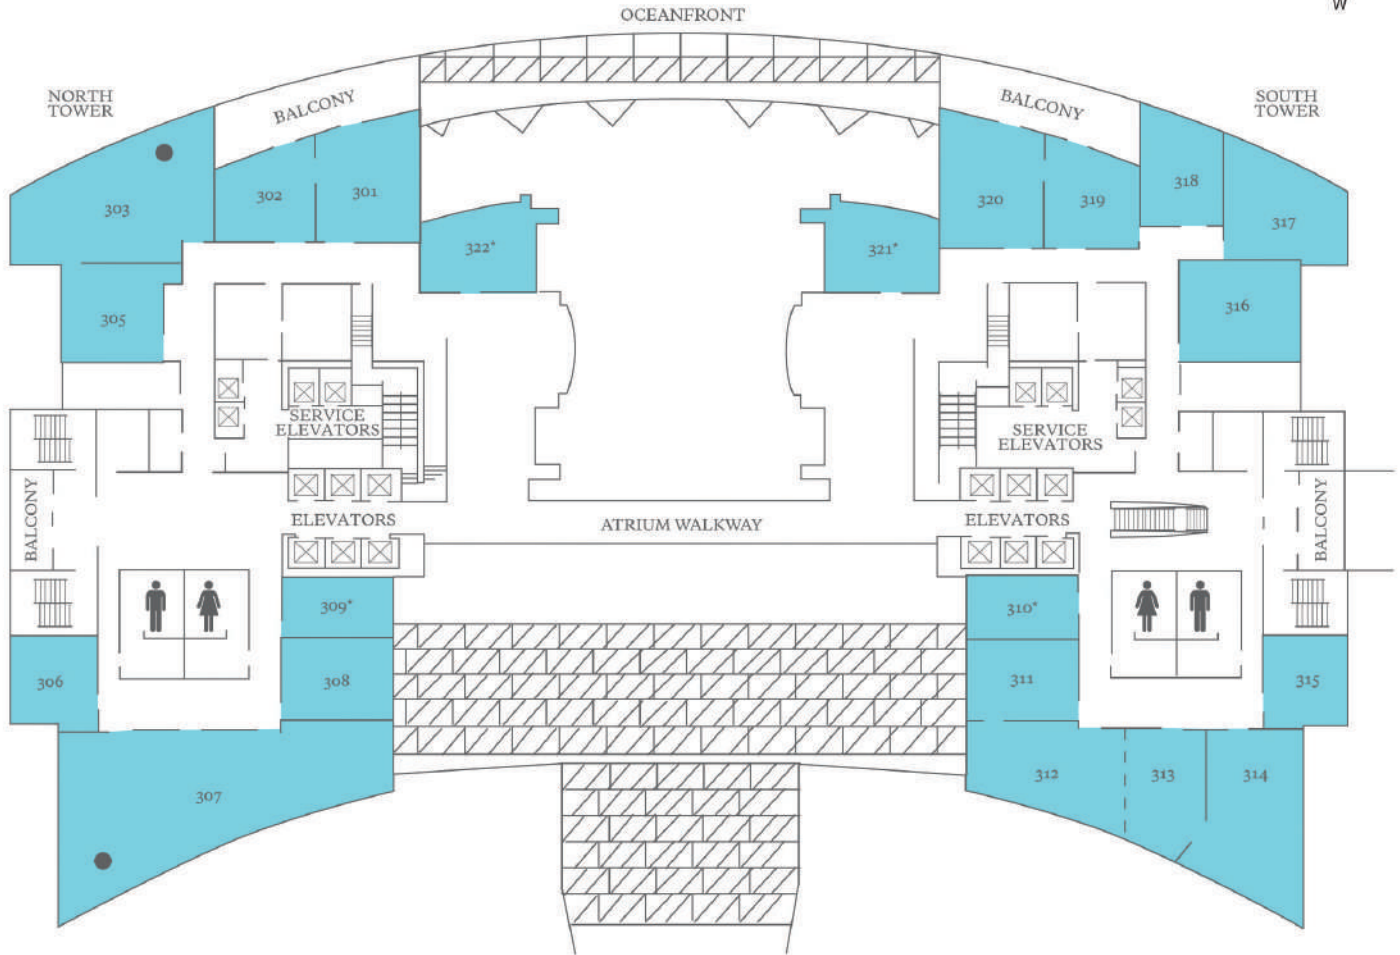 W
OCEANFRONT
NORTH
TOWER
BALCONY
BALCONY
SOUTH
TOWER
303
302
301
322*
321*
320
319
318
317
305
316
SERVICE
ELEVATORS
SERVICE
ELEVATORS
BALCONY
ELEVATORS
ATRIUM WALKWAY
ELEVATORS
BALCONY
309*
310*
306
308
311
315
307
312
313
314